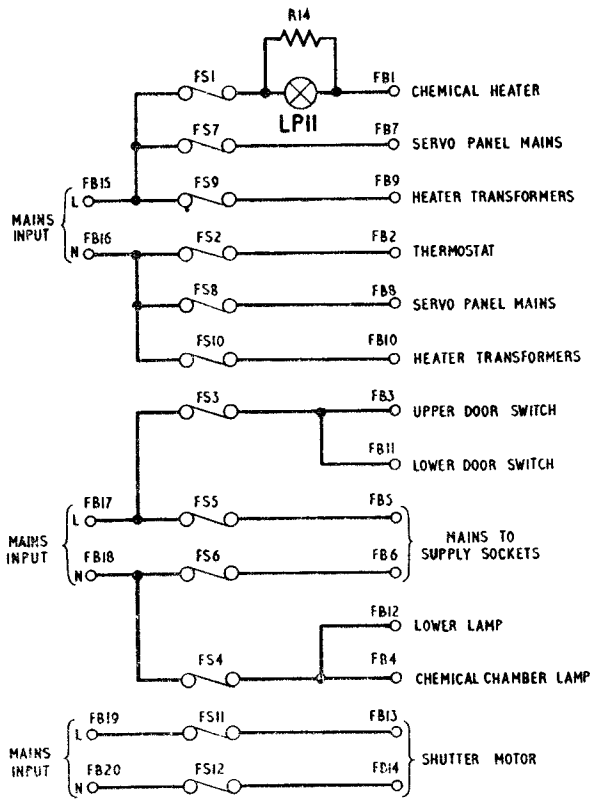 R14
FS1
FB1
CHEMICAL HEATER
LP11
FS7
FB7
SERVO PANEL MAINS
FB15
FS9
FB9
L
HEATER TRANSFORMERS
MAINS
INPUT
FB16
FS2
FB2
N
THERMOSTAT
FS8
FB8
SERVO PANEL MAINS
FS10
FB10
HEATER TRANSFORMERS
FS3
FB3
UPPER DOOR SWITCH
FB11
LOWER DOOR SWITCH
FB17
FS5
FB5
L
MAINS
INPUT
MAINS TO
SUPPLY SOCKETS
FB18
FS6
FB6
N
FB12
LOWER LAMP
FS4
FB4
CHEMICAL CHAMBER LAMP
FB19
FS11
FB13
L
MAINS
INPUT
SHUTTER MOTOR
FB20
FS12
FB14
N